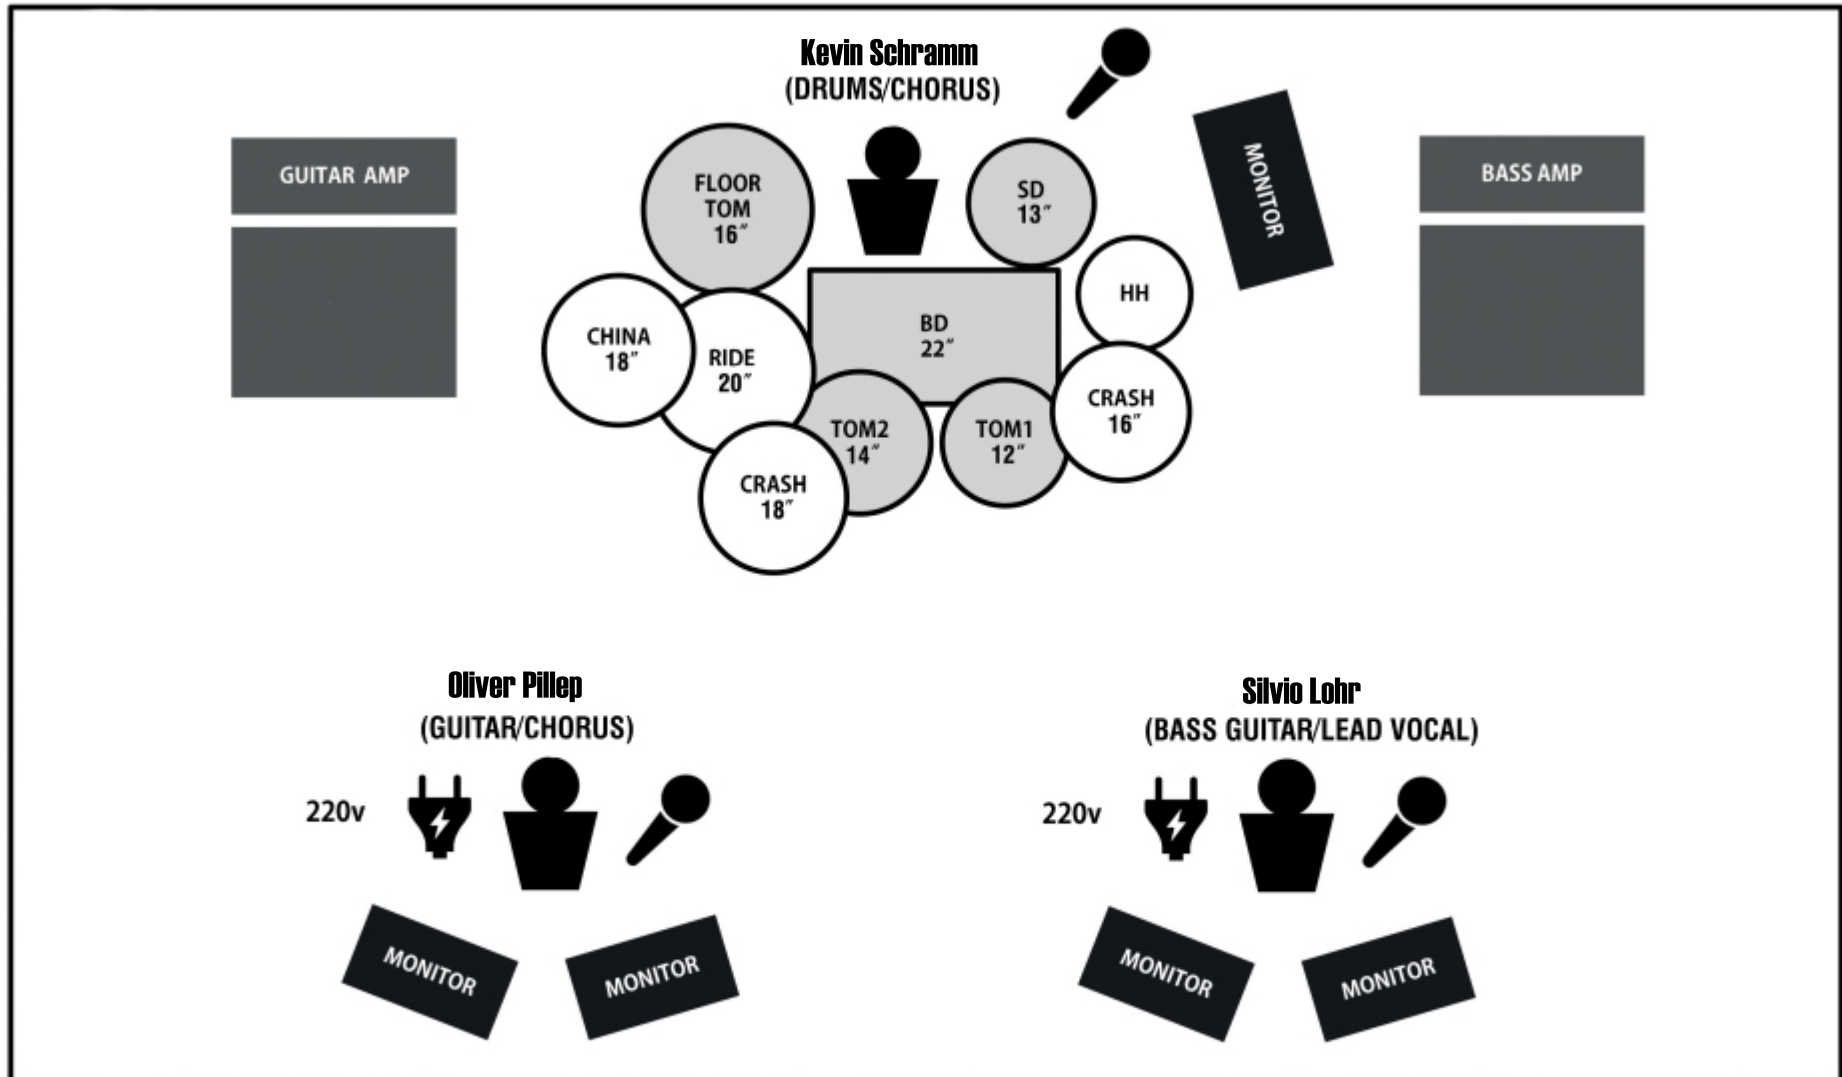 Kevin Schramm
(DRUMS/CHORUS)
GUITAR AMP
FLOOR
TOM
16″
SD
13″
MONITOR
BASS AMP
HH
CHINA
18″
RIDE
20″
BD
22″
CRASH
16″
TOM2
14″
TOM1
12″
CRASH
18″
Oliver Pillep
(GUITAR/CHORUS)
220v
MONITOR
MONITOR
Silvio Lohr
(BASS GUITAR/LEAD VOCAL)
220v
MONITOR
MONITOR